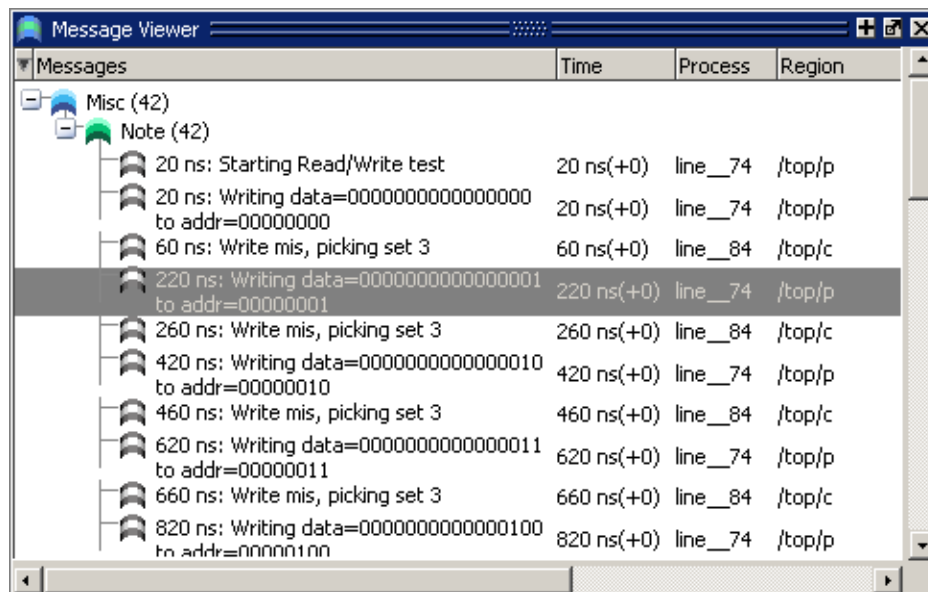 Message Viewer
Messages Time Process Region
Misc (42)
Note (42)
20 ns: Starting Read/Write test 20 ns(+0) line__74 /top/p
20 ns: Writing data=0000000000000000
to addr=00000000 20 ns(+0) line__74 /top/p
60 ns: Write mis, picking set 3 60 ns(+0) line__84 /top/c
220 ns: Writing data=0000000000000001
to addr=00000001 220 ns(+0) line__74 /top/p
260 ns: Write mis, picking set 3 260 ns(+0) line__84 /top/c
420 ns: Writing data=0000000000000010
to addr=00000010 420 ns(+0) line__74 /top/p
460 ns: Write mis, picking set 3 460 ns(+0) line__84 /top/c
620 ns: Writing data=0000000000000011
to addr=00000011 620 ns(+0) line__74 /top/p
660 ns: Write mis, picking set 3 660 ns(+0) line__84 /top/c
820 ns: Writing data=0000000000000100
to addr=00000100 820 ns(+0) line__74 /top/p